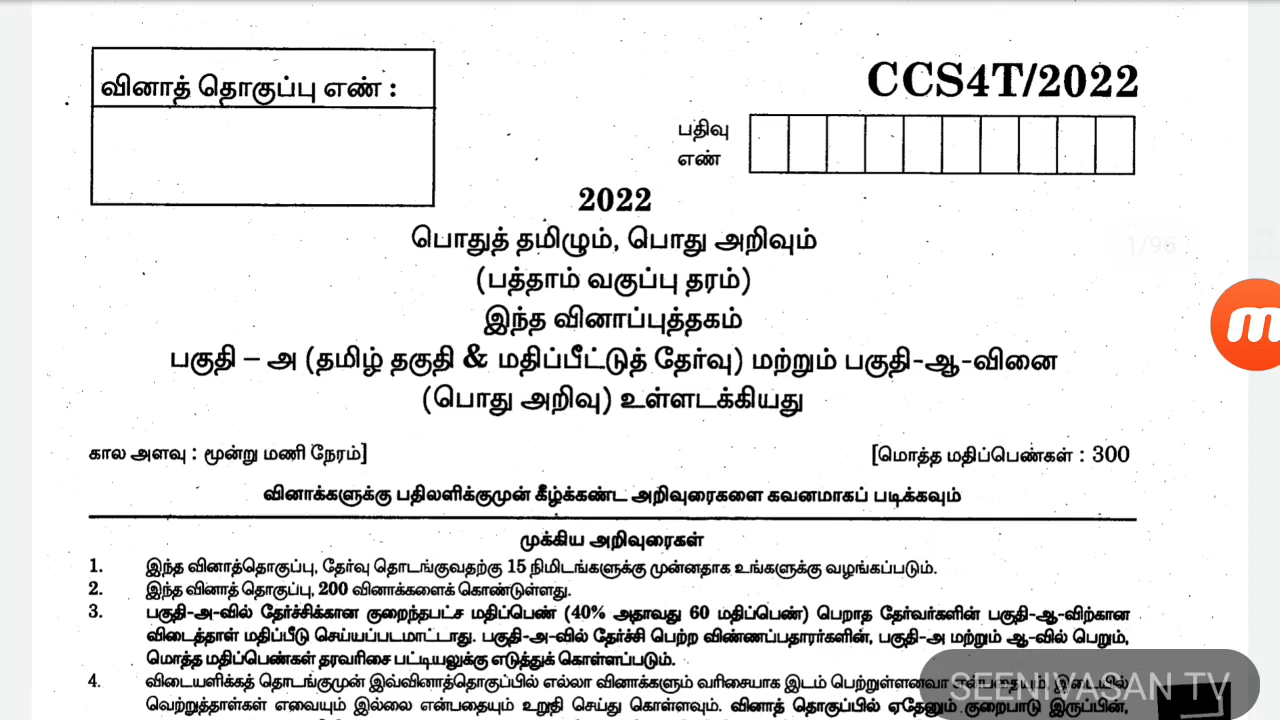 வினாத் தொகுப்பு எண் :
CCS4T/2022
பதிவு
எண்
2022
பொதுத் தமிழும், பொது அறிவும்
(பத்தாம் வகுப்பு தரம்)
இந்த வினாப்புத்தகம்
பகுதி – அ (தமிழ் தகுதி & மதிப்பீட்டுத் தேர்வு) மற்றும் பகுதி-ஆ-வினை
(பொது அறிவு) உள்ளடக்கியது
1/96
கால அளவு : மூன்று மணி நேரம்]
[மொத்த மதிப்பெண்கள் : 300
வினாக்களுக்கு பதிலளிக்குமுன் கீழ்க்கண்ட அறிவுரைகளை கவனமாகப் படிக்கவும்
முக்கிய அறிவுரைகள்
1. இந்த வினாத்தொகுப்பு, தேர்வு தொடங்குவதற்கு 15 நிமிடங்களுக்கு முன்னதாக உங்களுக்கு வழங்கப்படும்.
2. இந்த வினாத் தொகுப்பு, 200 வினாக்களைக் கொண்டுள்ளது.
3. பகுதி-அ-வில் தேர்ச்சிக்கான குறைந்தபட்ச மதிப்பெண் (40% அதாவது 60 மதிப்பெண்) பெறாத தேர்வர்களின் பகுதி-ஆ-விற்கான
விடைத்தாள் மதிப்பீடு செய்யப்படமாட்டாது. பகுதி-அ-வில் தேர்ச்சி பெற்ற விண்ணப்பதாரர்களின், பகுதி-அ மற்றும் ஆ-வில் பெறும்,
மொத்த மதிப்பெண்கள் தரவரிசை பட்டியலுக்கு எடுத்துக் கொள்ளப்படும்.
4. விடையளிக்கத் தொடங்குமுன் இவ்வினாத்தொகுப்பில் எல்லா வினாக்களும் வரிசையாக இடம் பெற்றுள்ளனவா என்பதையும், இடையில்
வெற்றுத்தாள்கள் எவையும் இல்லை என்பதையும் உறுதி செய்து கொள்ளவும். வினாத் தொகுப்பில் ஏதேனும் குறைபாடு இருப்பின்,
SEENIVASAN TV